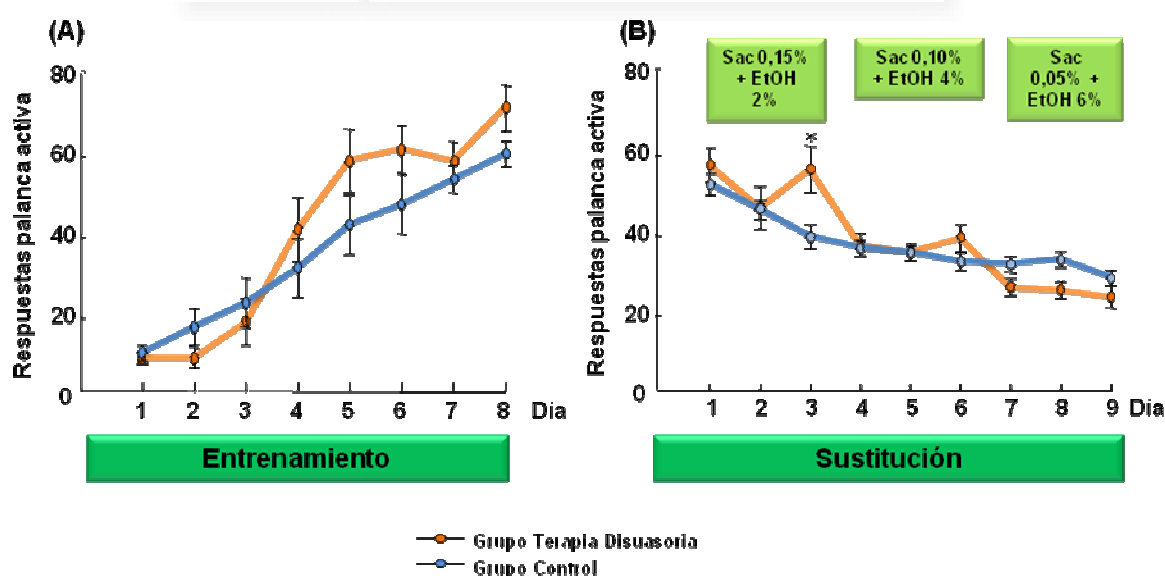 (A)
Respuestas palanca activa
80
60
40
20
0
1 2 3 4 5 6 7 8 Dia
Entrenamiento
(B)
Sac 0,15%
+ EtOH
2%
Sac 0,10%
+ EtOH 4%
Sac
0,05% +
EtOH 6%
Respuestas palanca activa
80
60
40
20
0
*
1 2 3 4 5 6 7 8 9 Dia
Sustitución
Grupo Terapia Disuasoria
Grupo Control